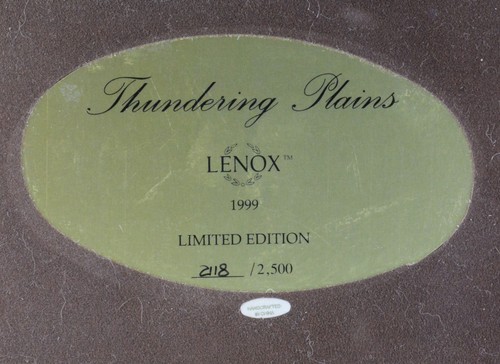 Thundering Plains
LENOX™
1999
LIMITED EDITION
2118 /2,500